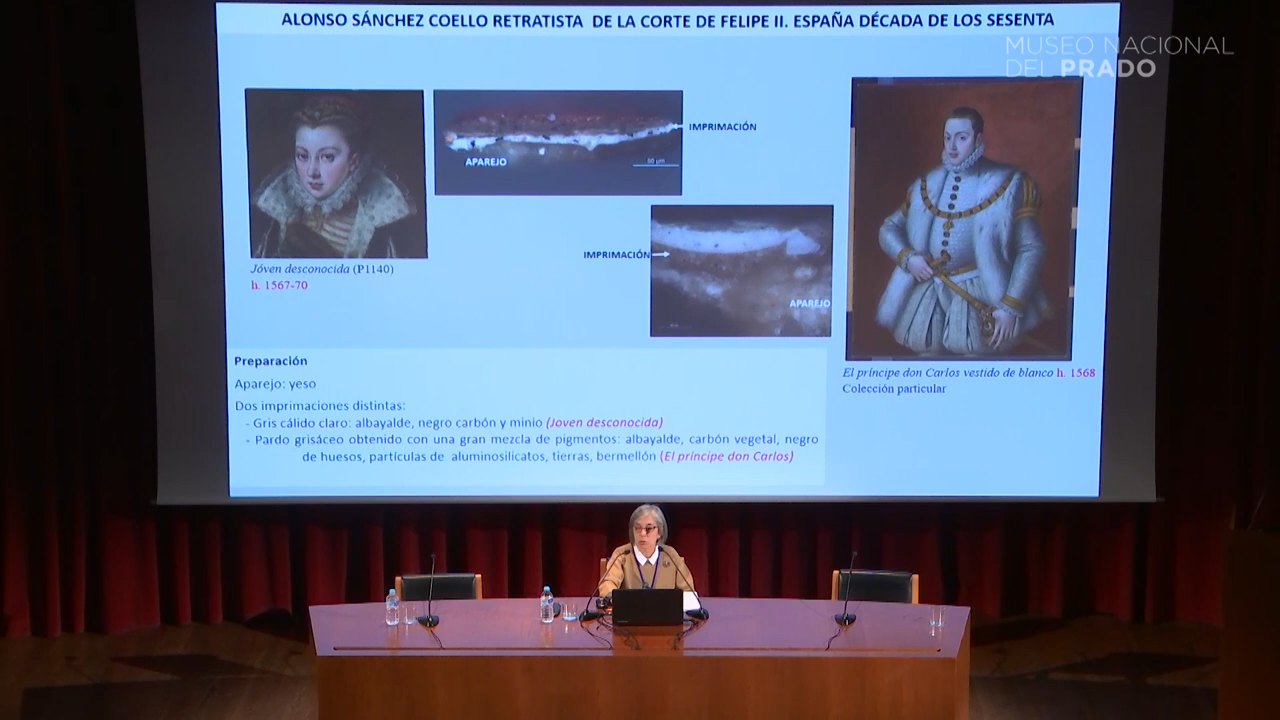 ALONSO SÁNCHEZ COELLO RETRATISTA DE LA CORTE DE FELIPE II. ESPAÑA DÉCADA DE LOS SESENTA
MUSEO NACIONAL
DEL PRADO
IMPRIMACIÓN
APAREJO
50 µm
IMPRIMACIÓN
APAREJO
Jóven desconocida (P1140)
h. 1567-70
El príncipe don Carlos vestido de blanco h. 1568
Colección particular
Preparación
Aparejo: yeso
Dos imprimaciones distintas:
- Gris cálido claro: albayalde, negro carbón y minio (Joven desconocida)
- Pardo grisáceo obtenido con una gran mezcla de pigmentos: albayalde, carbón vegetal, negro
de huesos, partículas de aluminosilicatos, tierras, bermellón (El príncipe don Carlos)